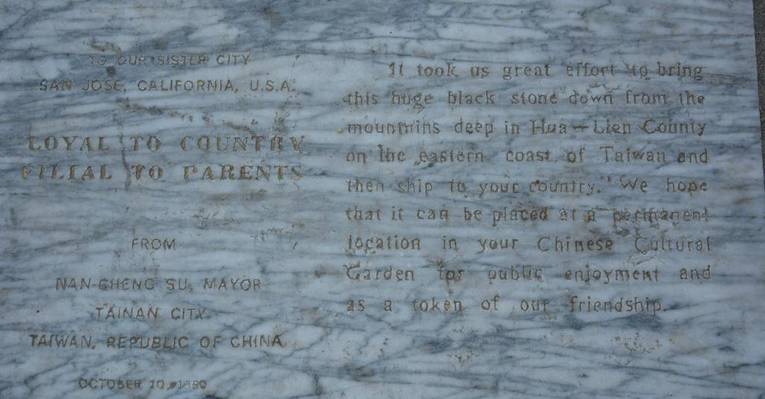 TO OUR SISTER CITY
SAN JOSE, CALIFORNIA, U.S.A.
LOYAL TO COUNTRY
FILIAL TO PARENTS
FROM
NAN-CHENG SU, MAYOR
TAINAN CITY
TAIWAN, REPUBLIC OF CHINA
OCTOBER 10, 1980
It took us great effort to bring
this huge black stone down from the
mountains deep in Hua-Lien County
on the eastern coast of Taiwan and
then ship to your country. We hope
that it can be placed at a permanent
location in your Chinese Cultural
Garden for public enjoyment and
as a token of our friendship.